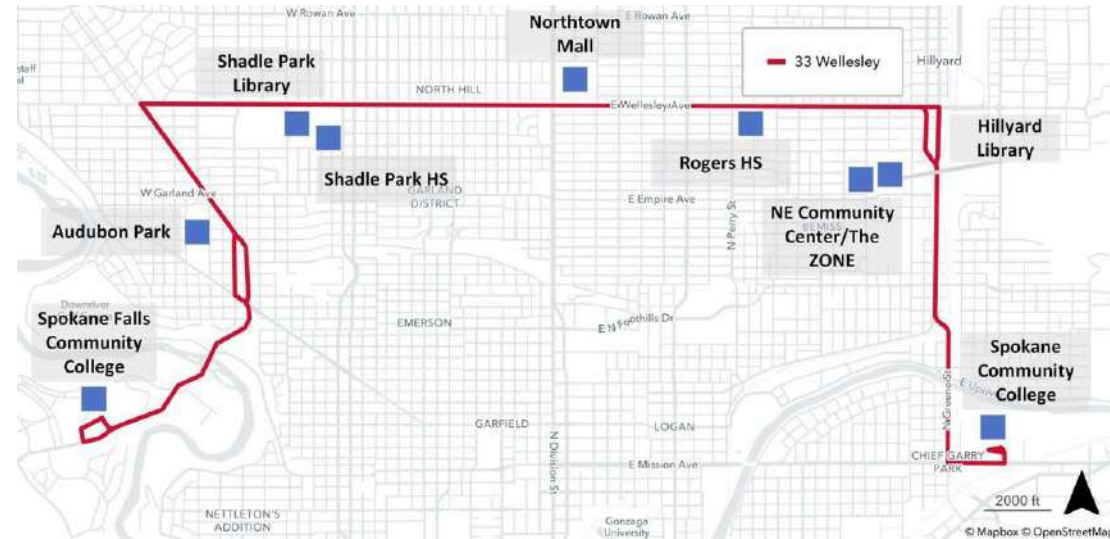 W Rowan Ave
E Rowan Ave
Northtown
Mall
Shadle Park
Library
33 Wellesley
Hillyard
NORTH HILL
E Wellesley Ave
Hillyard
Library
Rogers HS
Shadle Park HS
W Garland Ave
GARLAND
DISTRICT
E Empire Ave
N Perry St
NE Community
Center/The
ZONE
BEMISS
Audubon Park
Downriver
Spokane Falls
Community
College
EMERSON
E N Foothills Dr
Spokane
Community
College
N Greene St
GARFIELD
LOGAN
N Division St
E Mission Ave
CHIEF GARRY
PARK
2000 ft
NETTLETON'S
ADDITION
Gonzaga
University
© Mapbox © OpenStreetMap